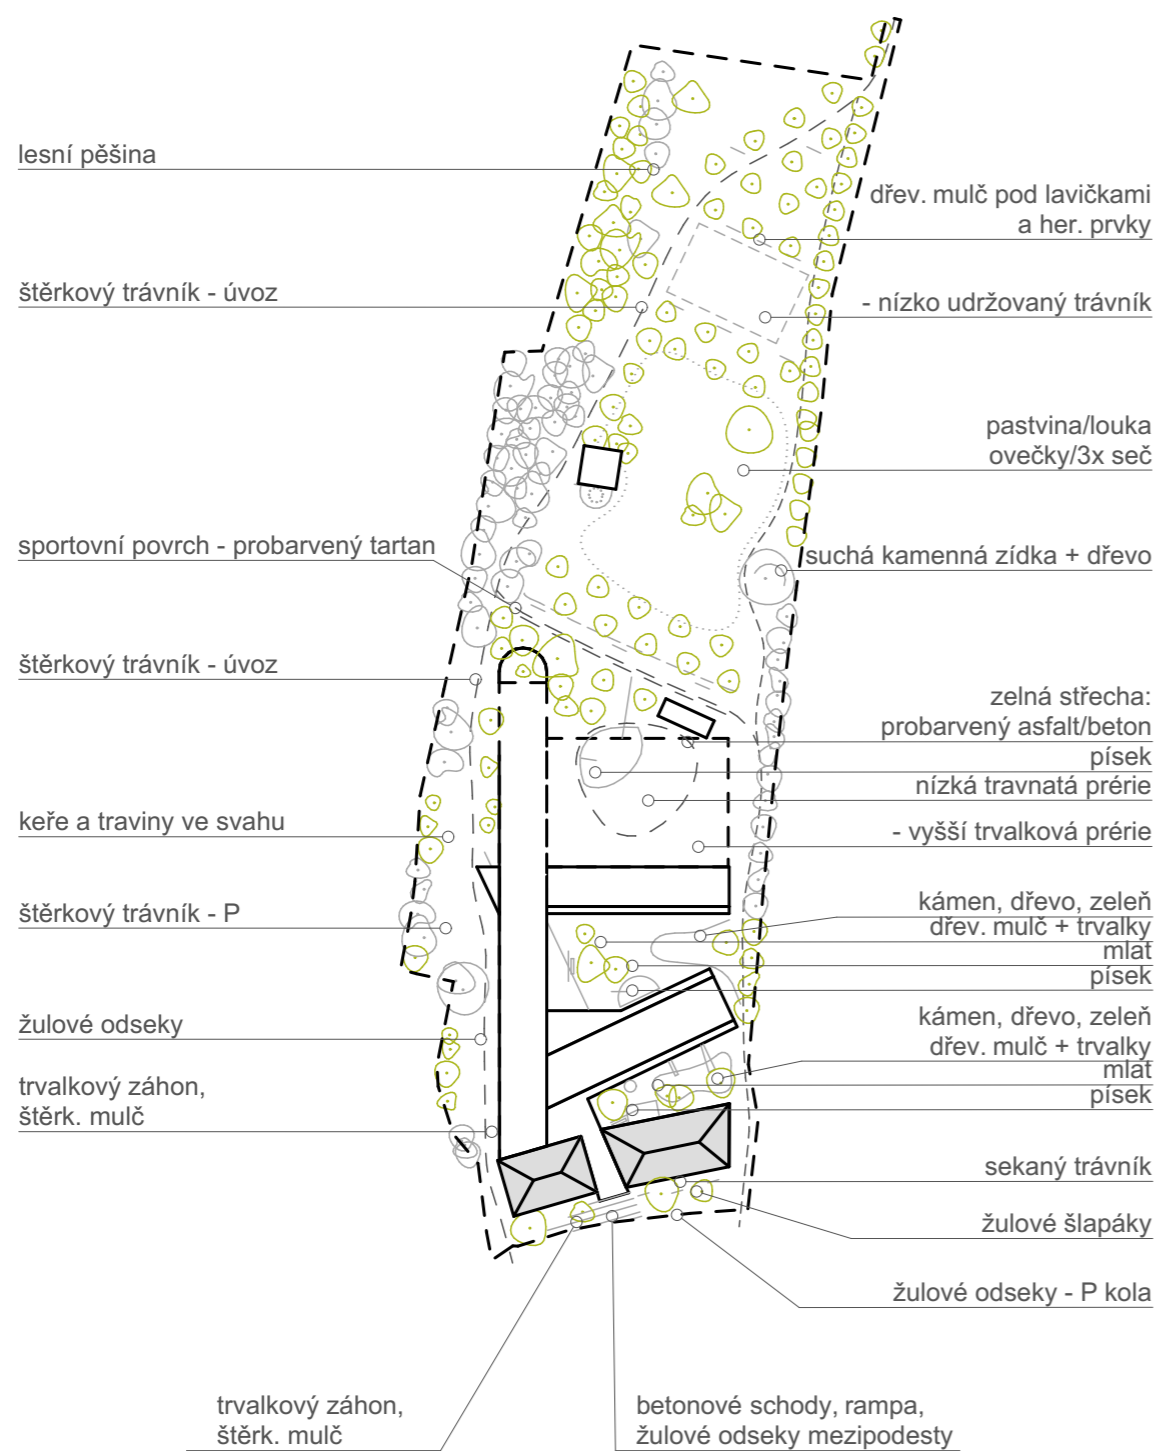 lesní pěšina
dřev. mulč pod lavičkami
a her. prvky
štěrkový trávník - úvoz
- nízko udržovaný trávník
pastvina/louka
ovečky/3x seč
sportovní povrch - probarvený tartan
suchá kamenná zídka + dřevo
štěrkový trávník - úvoz
zelná střecha:
probarvený asfalt/beton
písek
nízká travnatá prérie
keře a traviny ve svahu
- vyšší trvalková prérie
štěrkový trávník - P
kámen, dřevo, zeleň
dřev. mulč + trvalky
mlat
písek
žulové odseky
kámen, dřevo, zeleň
dřev. mulč + trvalky
mlat
písek
trvalkový záhon,
štěrk. mulč
sekaný trávník
žulové šlapáky
žulové odseky - P kola
trvalkový záhon,
štěrk. mulč
betonové schody, rampa,
žulové odseky mezipodesty